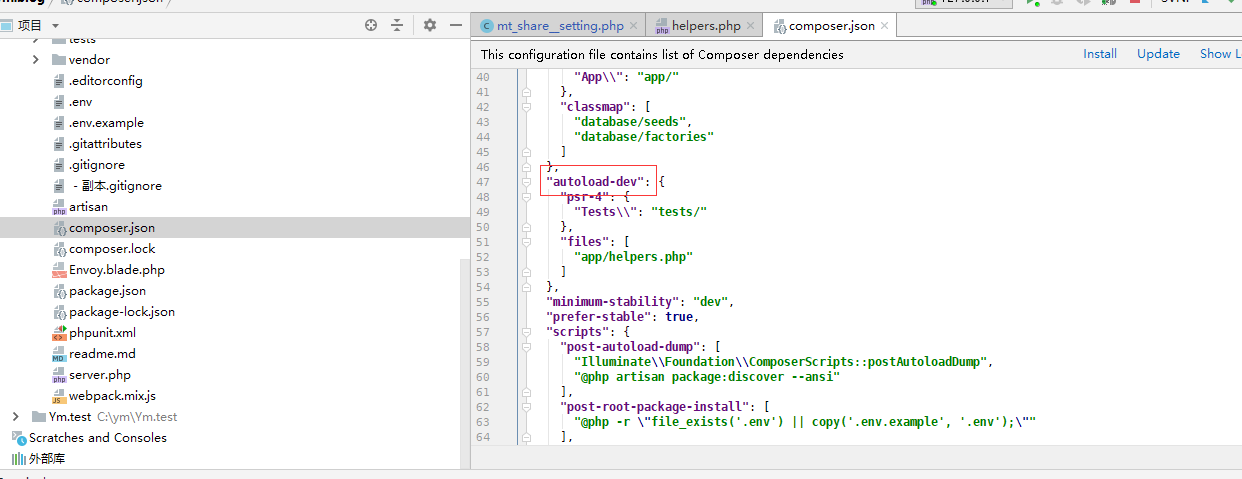 composer.json
项目
tests
vendor
.editorconfig
.env
.env.example
.gitattributes
.gitignore
- 副本.gitignore
artisan
composer.json
composer.lock
Envoy.blade.php
package.json
package-lock.json
phpunit.xml
readme.md
server.php
webpack.mix.js
Ym.test C:\ym\Ym.test
Scratches and Consoles
外部库
mt_share__setting.php
helpers.php
composer.json
This configuration file contains list of Composer dependencies
Install Update
40 "App\\": "app/"
41 },
42 "classmap": [
43 "database/seeds",
44 "database/factories"
45 ]
46 },
47 "autoload-dev": {
48 "psr-4": {
49 "Tests\\": "tests/"
50 },
51 "files": [
52 "app/helpers.php"
53 ]
54 },
55 "minimum-stability": "dev",
56 "prefer-stable": true,
57 "scripts": {
58 "post-autoload-dump": [
59 "Illuminate\\Foundation\\ComposerScripts::postAutoloadDump",
60 "@php artisan package:discover --ansi"
61 ],
62 "post-root-package-install": [
63 "@php -r \"file_exists('.env') || copy('.env.example', '.env');\""
64 ],